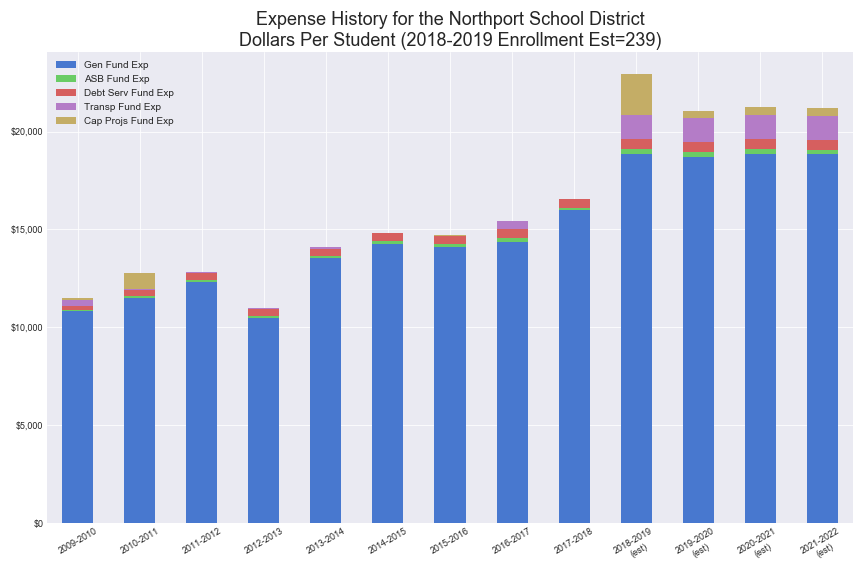 Expense History for the Northport School District
Dollars Per Student (2018-2019 Enrollment Est=239)
Gen Fund Exp
ASB Fund Exp
Debt Serv Fund Exp
Transp Fund Exp
Cap Projs Fund Exp
$20,000
$15,000
$10,000
$5,000
$0
2009-2010
2010-2011
2011-2012
2012-2013
2013-2014
2014-2015
2015-2016
2016-2017
2017-2018
2018-2019
(est)
2019-2020
(est)
2020-2021
(est)
2021-2022
(est)